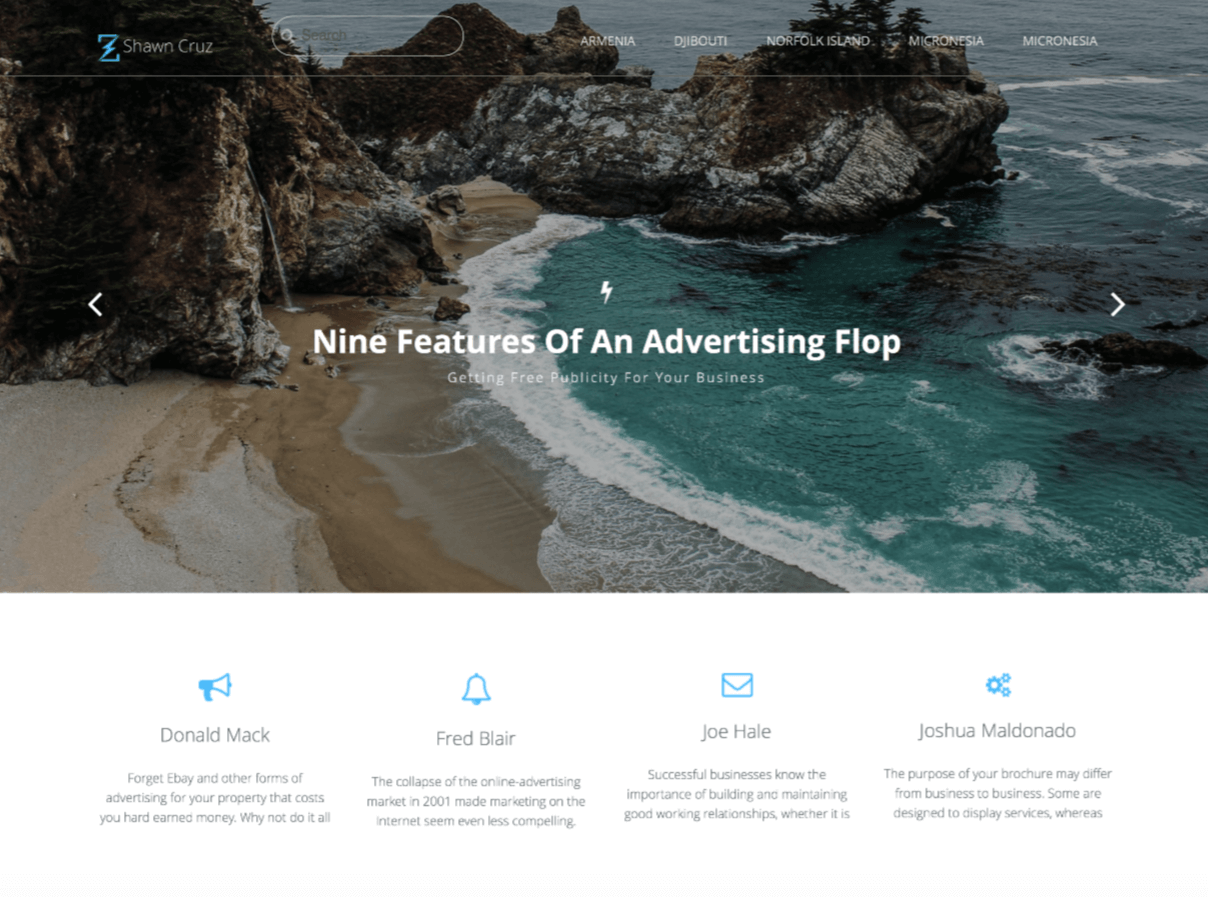 Shawn Cruz
Search
ARMENIA
DJIBOUTI
NORFOLK ISLAND
MICRONESIA
MICRONESIA
Nine Features Of An Advertising Flop
Getting Free Publicity For Your Business
Donald Mack
Forget Ebay and other forms of
advertising for your property that costs
you hard earned money. Why not do it all
Fred Blair
The collapse of the online-advertising
market in 2001 made marketing on the
Internet seem even less compelling.
Joe Hale
Successful businesses know the
importance of building and maintaining
good working relationships, whether it is
Joshua Maldonado
The purpose of your brochure may differ
from business to business. Some are
designed to display services, whereas